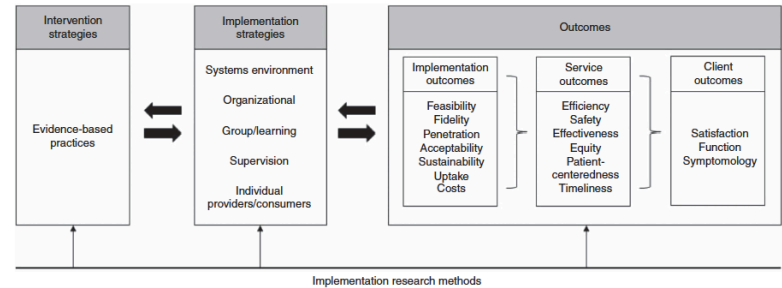 Intervention
strategies
Evidence-based
practices
Implementation
strategies
Systems environment
Organizational
Group/learning
Supervision
Individual
providers/consumers
Outcomes
Implementation
outcomes
Feasibility
Fidelity
Penetration
Acceptability
Sustainability
Uptake
Costs
Service
outcomes
Efficiency
Safety
Effectiveness
Equity
Patient-
centeredness
Timeliness
Client
outcomes
Satisfaction
Function
Symptomology
Implementation research methods